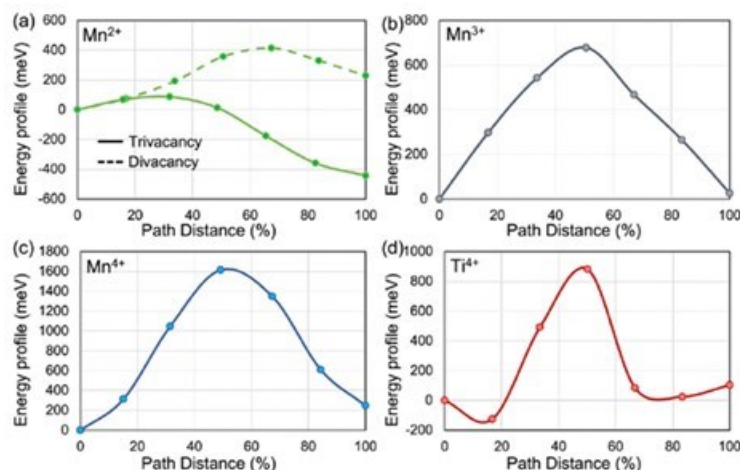 (a)
Mn2+
Energy profile (meV)
600
400
200
0
-200
-400
-600
Trivacancy
Divacancy
0 20 40 60 80 100
Path Distance (%)
(b)
Mn3+
Energy profile (meV)
800
600
400
200
0
0 20 40 60 80 100
Path Distance (%)
(c)
Mn4+
Energy profile (meV)
1800
1600
1400
1200
1000
800
600
400
200
0
0 20 40 60 80 100
Path Distance (%)
(d)
Ti4+
Energy profile (meV)
1000
800
600
400
200
0
-200
0 20 40 60 80 100
Path Distance (%)